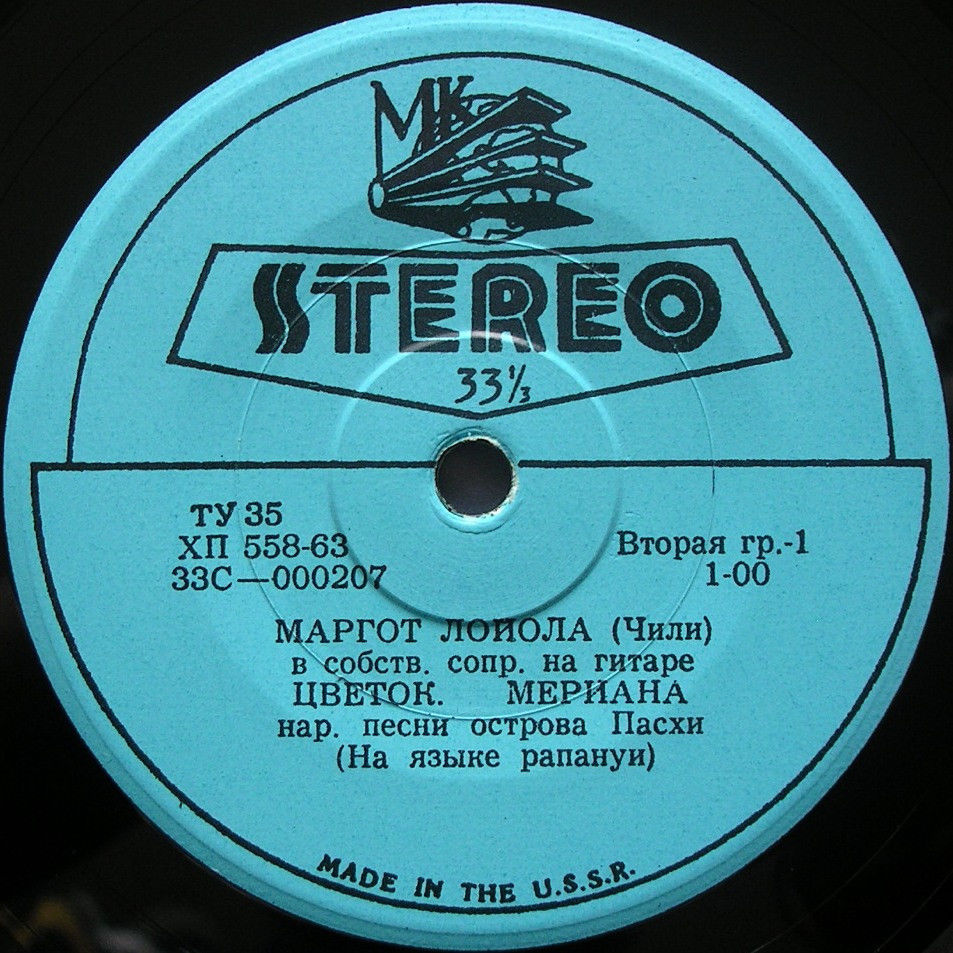 МК
STEREO
33⅓
ТУ 35
ХП 558-63
33С—000207
Вторая гр.-1
1-00
МАРГОТ ЛОЙОЛА (Чили)
в собств. сопр. на гитаре
ЦВЕТОК. МЕРИАНА
нар. песни острова Пасхи
(На языке рапануи)
MADE IN THE U.S.S.R.